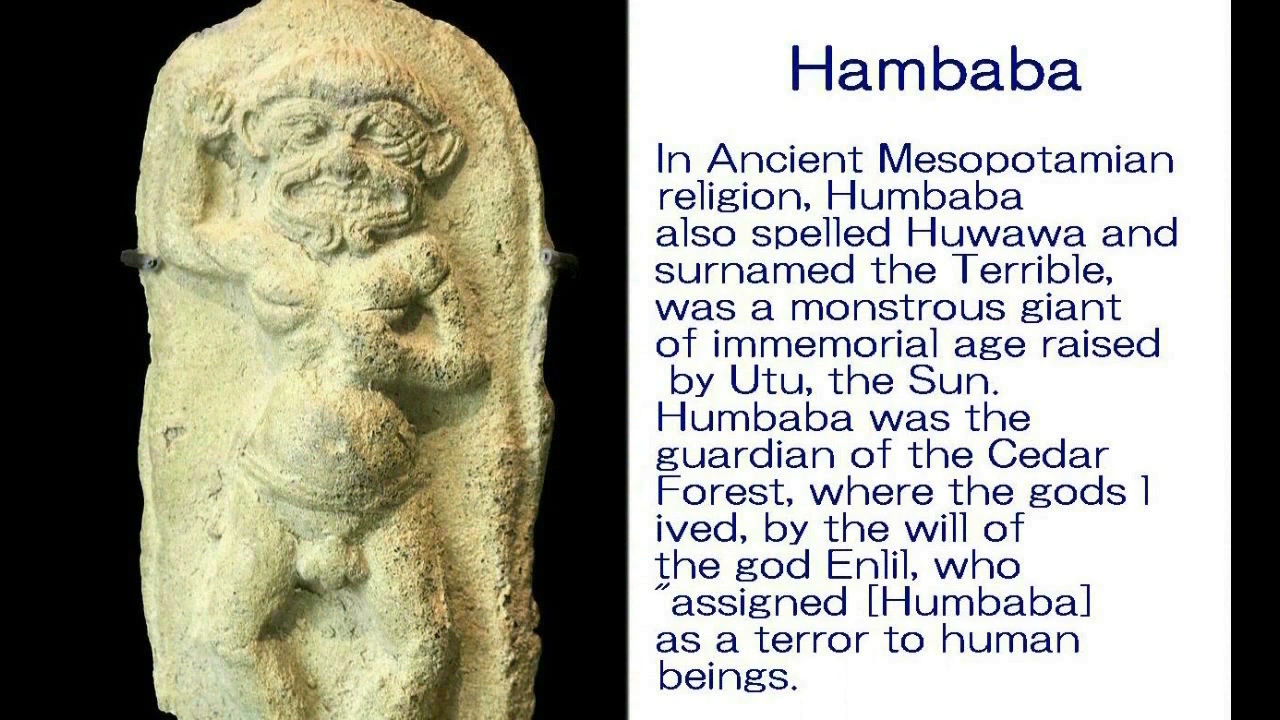 Hambaba
In Ancient Mesopotamian
religion, Humbaba
also spelled Huwawa and
surnamed the Terrible,
was a monstrous giant
of immemorial age raised
by Utu, the Sun.
Humbaba was the
guardian of the Cedar
Forest, where the gods l
ived, by the will of
the god Enlil, who
"assigned [Humbaba]
as a terror to human
beings.